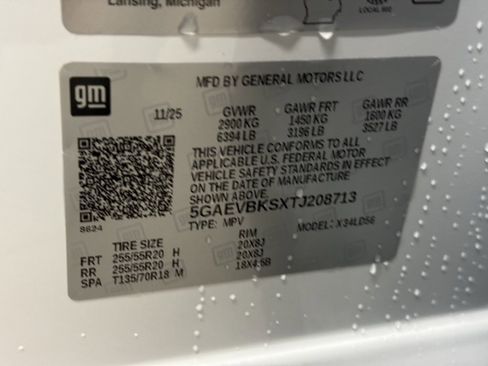 Lansing, Michigan
LOCAL 602
gm
MFD BY GENERAL MOTORS LLC
11/25 GVWR GAWR FRT GAWR RR
2900 KG 1450 KG 1600 KG
6394 LB 3196 LB 3527 LB
THIS VEHICLE CONFORMS TO ALL
APPLICABLE U.S. FEDERAL MOTOR
VEHICLE SAFETY STANDARDS IN EFFECT
ON THE DATE OF MANUFACTURE
SHOWN ABOVE
5GAEVBKSXTJ208713
S624 TYPE: MPV MODEL: X34LD56
TIRE SIZE RIM
FRT 255/55R20 H 20X8J
RR 255/55R20 H 20X8J
SPA T135/70R18 M 18X4.5B